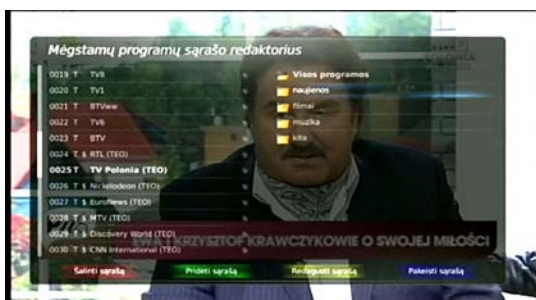 Mėgstamų programų sąrašo redaktorius
0019 T TV8
0020 T TV1
0021 T BTVww
0022 T TV6
0023 T BTV
0024 T $ RTL (TEO)
0025 T TV Polonia (TEO)
0026 T $ Nickelodeon (TEO)
0027 T $ EuroNews (TEO)
0028 T $ MTV (TEO)
0029 T $ Discovery World (TEO)
0030 T $ CNN International (TEO)
Visos programos
naujienos
filmai
muzika
kita
EWA I KRZYSZTOF KRAWCZYKOWIE O SWOJEJ MIŁOŚCI
Šalinti sąrašą
Pridėti sąrašą
Redaguoti sąrašą
Pakeisti sąrašą